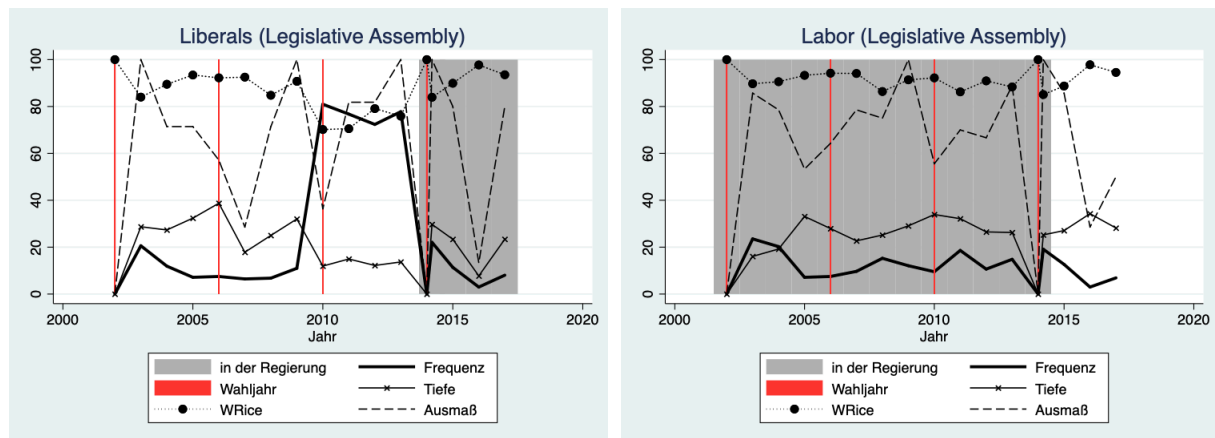 Liberals (Legislative Assembly)
100
80
60
40
20
0
2000 2005 2010 2015 2020
Jahr
in der Regierung Frequenz
Wahljahr Tiefe
WRice Ausmaß
Labor (Legislative Assembly)
100
80
60
40
20
0
2000 2005 2010 2015 2020
Jahr
in der Regierung Frequenz
Wahljahr Tiefe
WRice Ausmaß